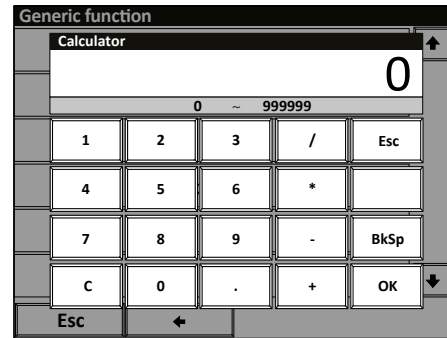 Generic function
Calculator
0
0 ~ 999999
1 2 3 / Esc
4 5 6 *
7 8 9 - BkSp
C 0 . + OK
Esc